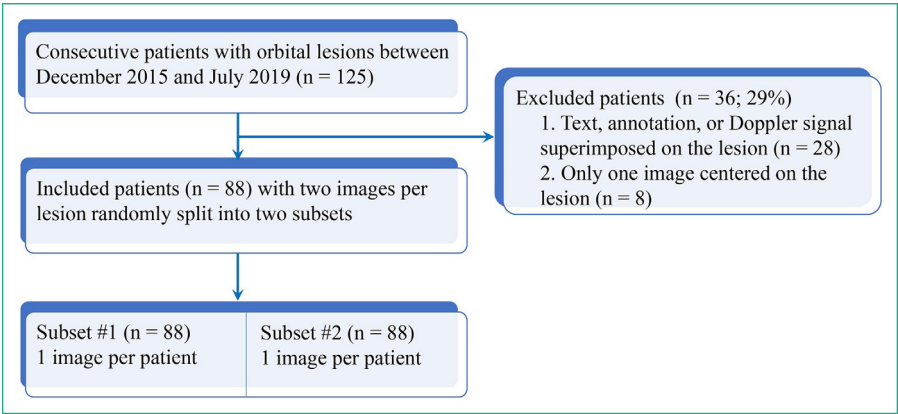 Consecutive patients with orbital lesions between
December 2015 and July 2019 (n = 125)
Excluded patients (n = 36; 29%)
1. Text, annotation, or Doppler signal
superimposed on the lesion (n = 28)
2. Only one image centered on the
lesion (n = 8)
Included patients (n = 88) with two images per
lesion randomly split into two subsets
Subset #1 (n = 88)
1 image per patient
Subset #2 (n = 88)
1 image per patient